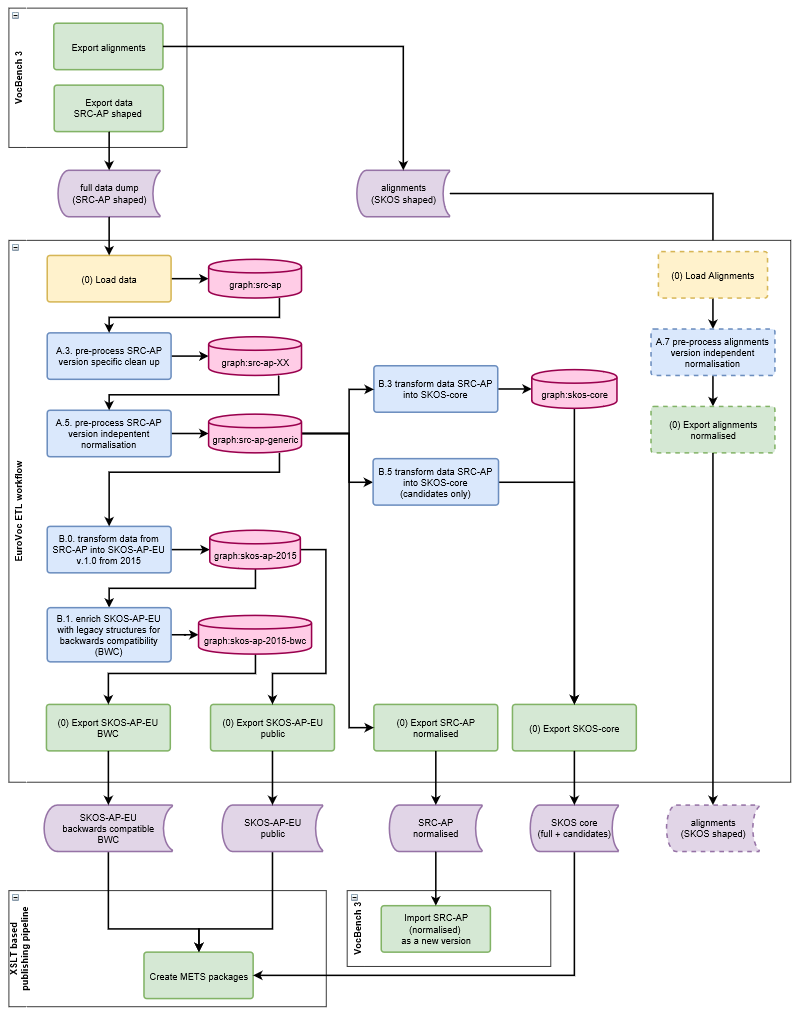 VocBench 3
Export alignments
Export data
SRC-AP shaped
full data dump
(SRC-AP shaped)
alignments
(SKOS shaped)
EuroVoc ETL workflow
(0) Load data
graph:src-ap
(0) Load Alignments
A.3. pre-process SRC-AP
version specific clean up
graph:src-ap-XX
A.7 pre-process alignments
version independent
normalisation
B.3 transform data SRC-AP
into SKOS-core
graph:skos-core
A.5. pre-process SRC-AP
version indepentent
normalisation
graph:src-ap-generic
(0) Export alignments
normalised
B.5 transform data SRC-AP
into SKOS-core
(candidates only)
B.0. transform data from
SRC-AP into SKOS-AP-EU
v.1.0 from 2015
graph:skos-ap-2015
B.1. enrich SKOS-AP-EU
with legacy structures for
backwards compatibility
(BWC)
graph:skos-ap-2015-bwc
(0) Export SKOS-AP-EU
BWC
(0) Export SKOS-AP-EU
public
(0) Export SRC-AP
normalised
(0) Export SKOS-core
SKOS-AP-EU
backwards compatible
BWC
SKOS-AP-EU
public
SRC-AP
normalised
SKOS core
(full + candidates)
alignments
(SKOS shaped)
XSLT based
publishing pipeline
Create METS packages
VocBench 3
Import SRC-AP
(normalised)
as a new version